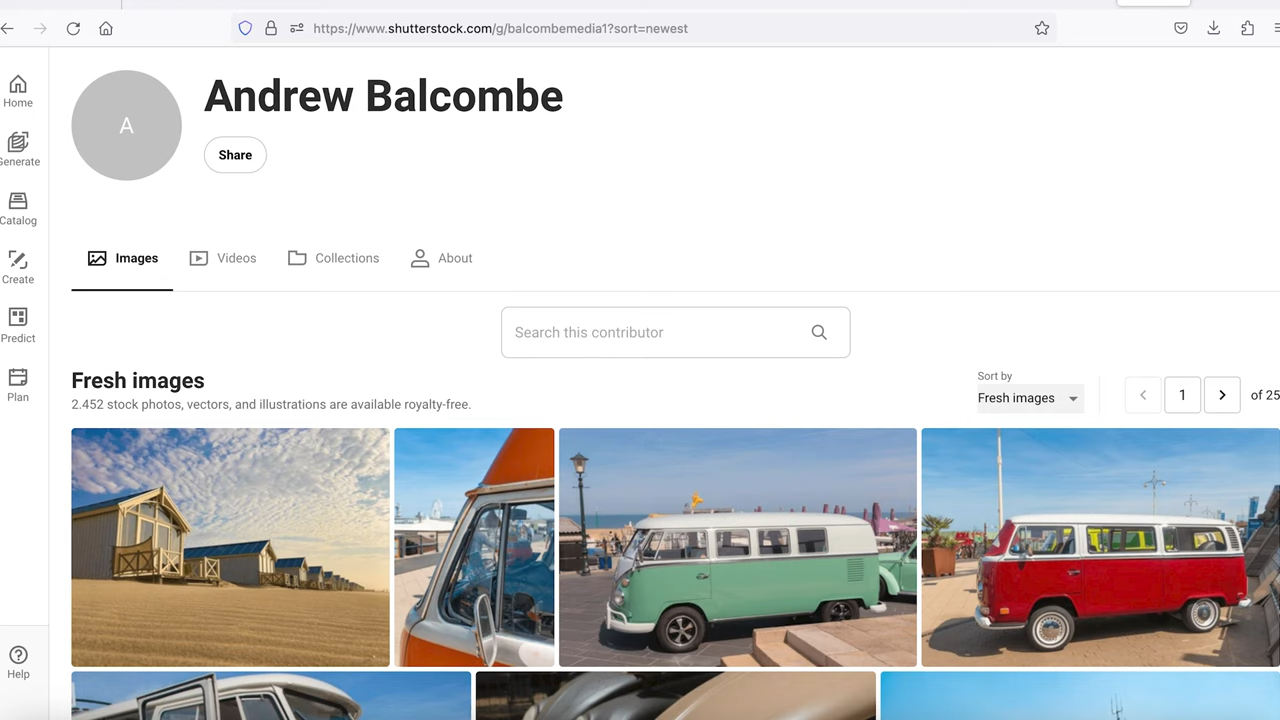 https://www.shutterstock.com/g/balcombemedia1?sort=newest
Home
Generate
Catalog
Create
Predict
Plan
Help
A
Andrew Balcombe
Share
Images
Videos
Collections
About
Search this contributor
Fresh images
2.452 stock photos, vectors, and illustrations are available royalty-free.
Sort by
Fresh images
1
of 25